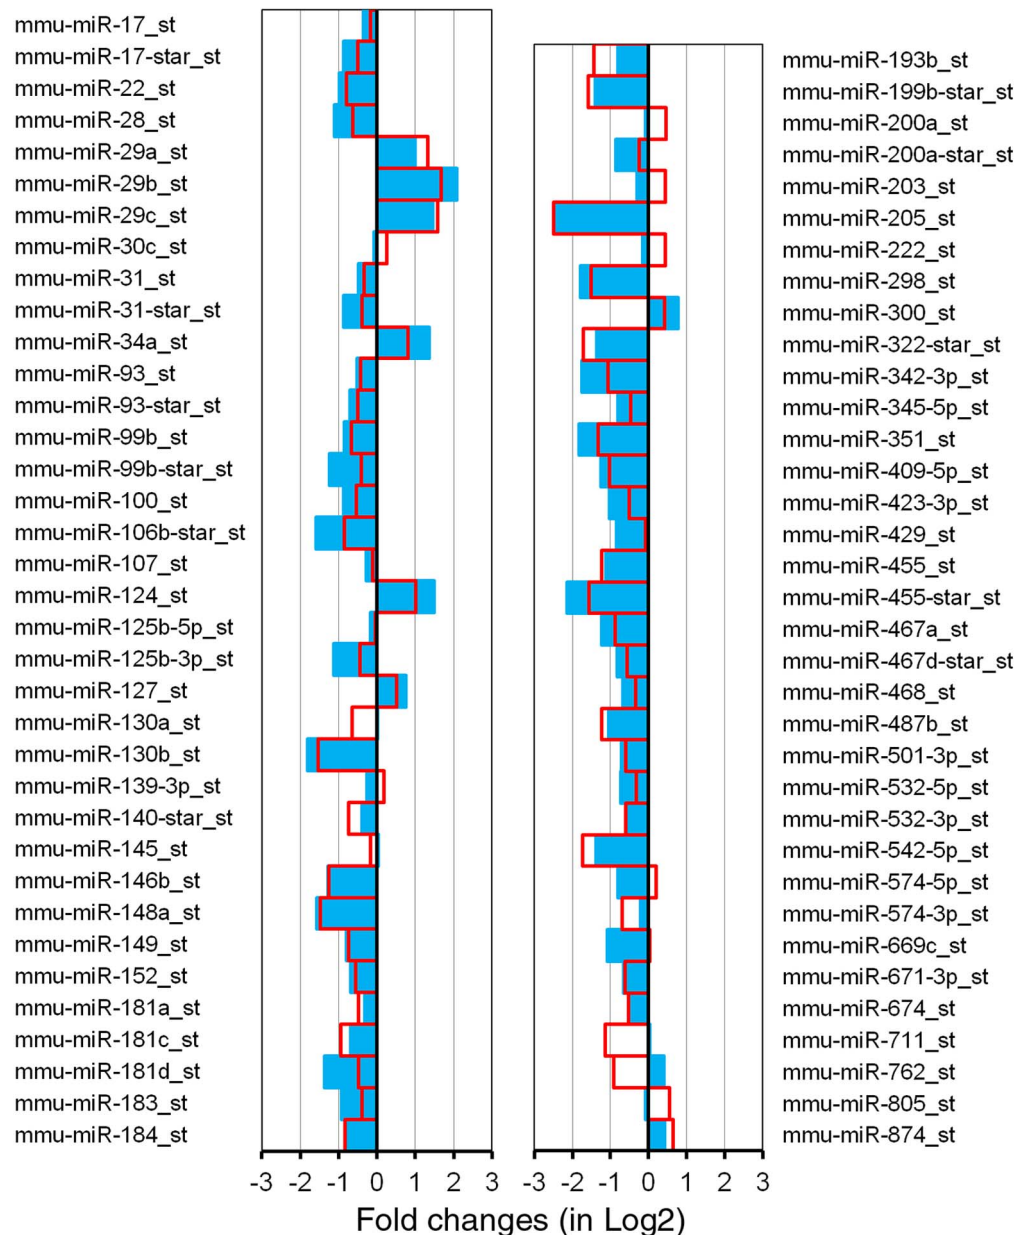 mmu-miR-17_st
mmu-miR-17-star_st
mmu-miR-22_st
mmu-miR-28_st
mmu-miR-29a_st
mmu-miR-29b_st
mmu-miR-29c_st
mmu-miR-30c_st
mmu-miR-31_st
mmu-miR-31-star_st
mmu-miR-34a_st
mmu-miR-93_st
mmu-miR-93-star_st
mmu-miR-99b_st
mmu-miR-99b-star_st
mmu-miR-100_st
mmu-miR-106b-star_st
mmu-miR-107_st
mmu-miR-124_st
mmu-miR-125b-5p_st
mmu-miR-125b-3p_st
mmu-miR-127_st
mmu-miR-130a_st
mmu-miR-130b_st
mmu-miR-139-3p_st
mmu-miR-140-star_st
mmu-miR-145_st
mmu-miR-146b_st
mmu-miR-148a_st
mmu-miR-149_st
mmu-miR-152_st
mmu-miR-181a_st
mmu-miR-181c_st
mmu-miR-181d_st
mmu-miR-183_st
mmu-miR-184_st
-3 -2 -1 0 1 2 3
mmu-miR-193b_st
mmu-miR-199b-star_st
mmu-miR-200a_st
mmu-miR-200a-star_st
mmu-miR-203_st
mmu-miR-205_st
mmu-miR-222_st
mmu-miR-298_st
mmu-miR-300_st
mmu-miR-322-star_st
mmu-miR-342-3p_st
mmu-miR-345-5p_st
mmu-miR-351_st
mmu-miR-409-5p_st
mmu-miR-423-3p_st
mmu-miR-429_st
mmu-miR-455_st
mmu-miR-455-star_st
mmu-miR-467a_st
mmu-miR-467d-star_st
mmu-miR-468_st
mmu-miR-487b_st
mmu-miR-501-3p_st
mmu-miR-532-5p_st
mmu-miR-532-3p_st
mmu-miR-542-5p_st
mmu-miR-574-5p_st
mmu-miR-574-3p_st
mmu-miR-669c_st
mmu-miR-671-3p_st
mmu-miR-674_st
mmu-miR-711_st
mmu-miR-762_st
mmu-miR-805_st
mmu-miR-874_st
-3 -2 -1 0 1 2 3
Fold changes (in Log2)